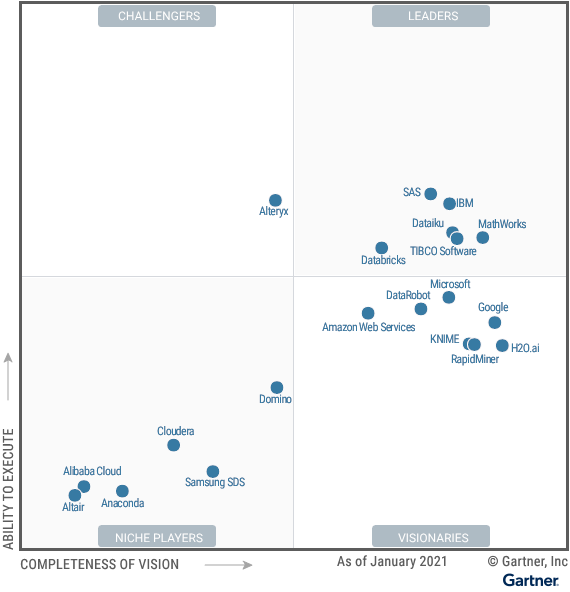 CHALLENGERS
LEADERS
SAS
IBM
Alteryx
Dataiku
MathWorks
TIBCO Software
Databricks
Microsoft
DataRobot
Google
Amazon Web Services
KNIME
H2O.ai
RapidMiner
Domino
Cloudera
Alibaba Cloud
Samsung SDS
Altair
Anaconda
NICHE PLAYERS
VISIONARIES
ABILITY TO EXECUTE
COMPLETENESS OF VISION
As of January 2021
© Gartner, Inc
Gartner